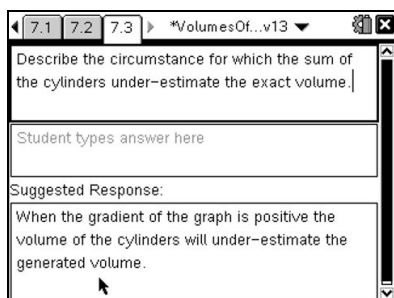 7.1 7.2 7.3 *VolumesOf...v13
Describe the circumstance for which the sum of
the cylinders under-estimate the exact volume.
Student types answer here
Suggested Response:
When the gradient of the graph is positive the
volume of the cylinders will under-estimate the
generated volume.